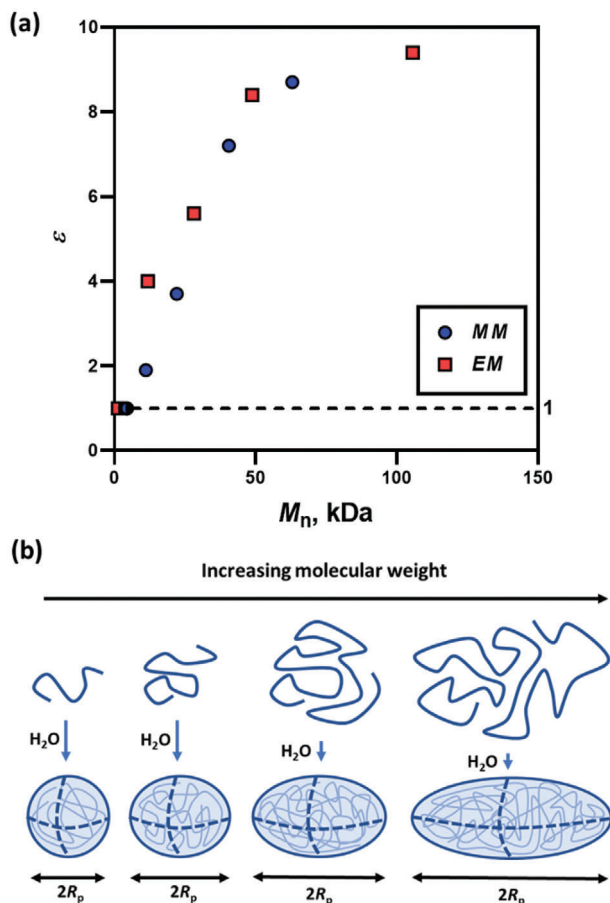 (a)
10
8
6
ε
4
MM
EM
2
1
0
0
50
100
150
Mn, kDa
(b)
Increasing molecular weight
H2O
H2O
H2O
H2O
2Rp
2Rp
2Rp
2Rp